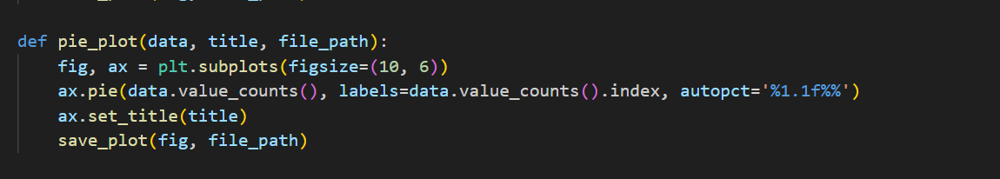 def pie_plot(data, title, file_path):
    fig, ax = plt.subplots(figsize=(10, 6))
    ax.pie(data.value_counts(), labels=data.value_counts().index, autopct='%1.1f%%')
    ax.set_title(title)
    save_plot(fig, file_path)